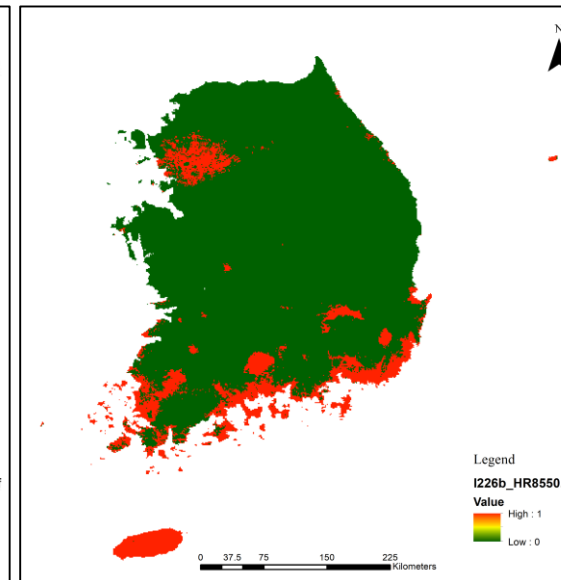 N
Legend
I226b_HR8550
Value
High : 1
Low : 0
0 37.5 75 150 225
Kilometers